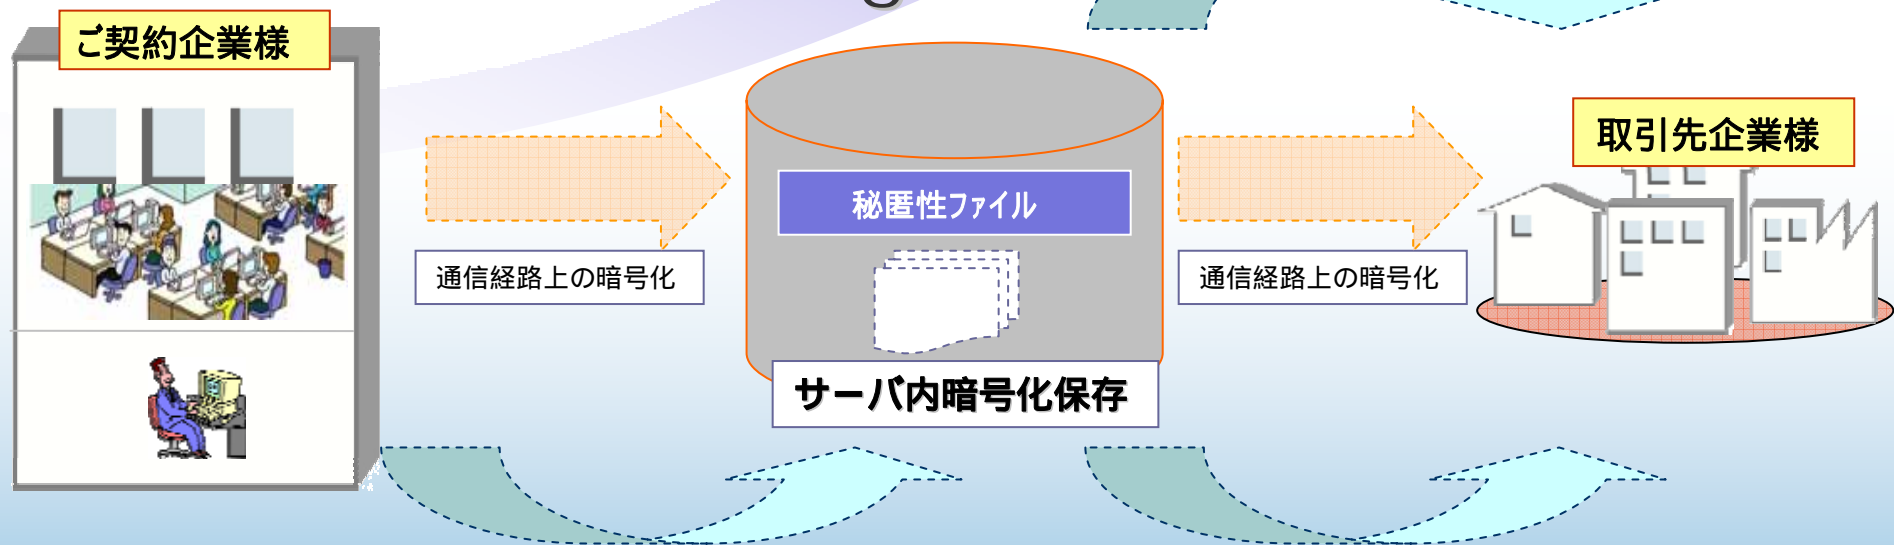 ご契約企業様
取引先企業様
秘匿性ファイル
通信経路上の暗号化
通信経路上の暗号化
サーバ内暗号化保存